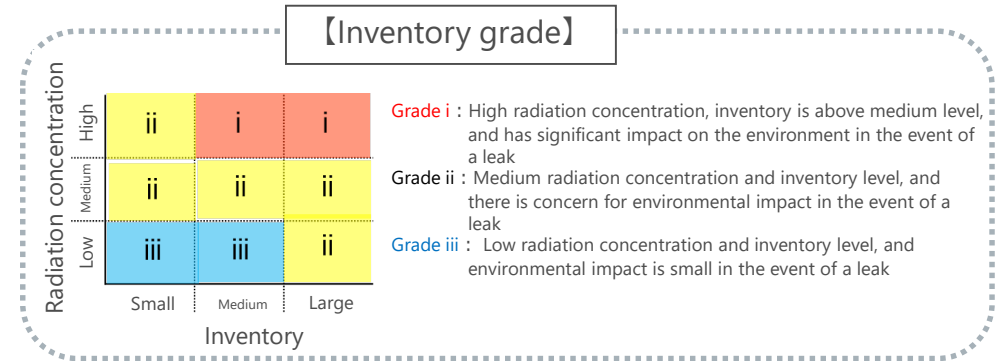 【Inventory grade】
Radiation concentration
High
Medium
Low
ii i i
ii ii ii
iii iii ii
Small Medium Large
Inventory
Grade i：High radiation concentration, inventory is above medium level,
and has significant impact on the environment in the event of
a leak
Grade ii：Medium radiation concentration and inventory level, and
there is concern for environmental impact in the event of a
leak
Grade iii： Low radiation concentration and inventory level, and
environmental impact is small in the event of a leak